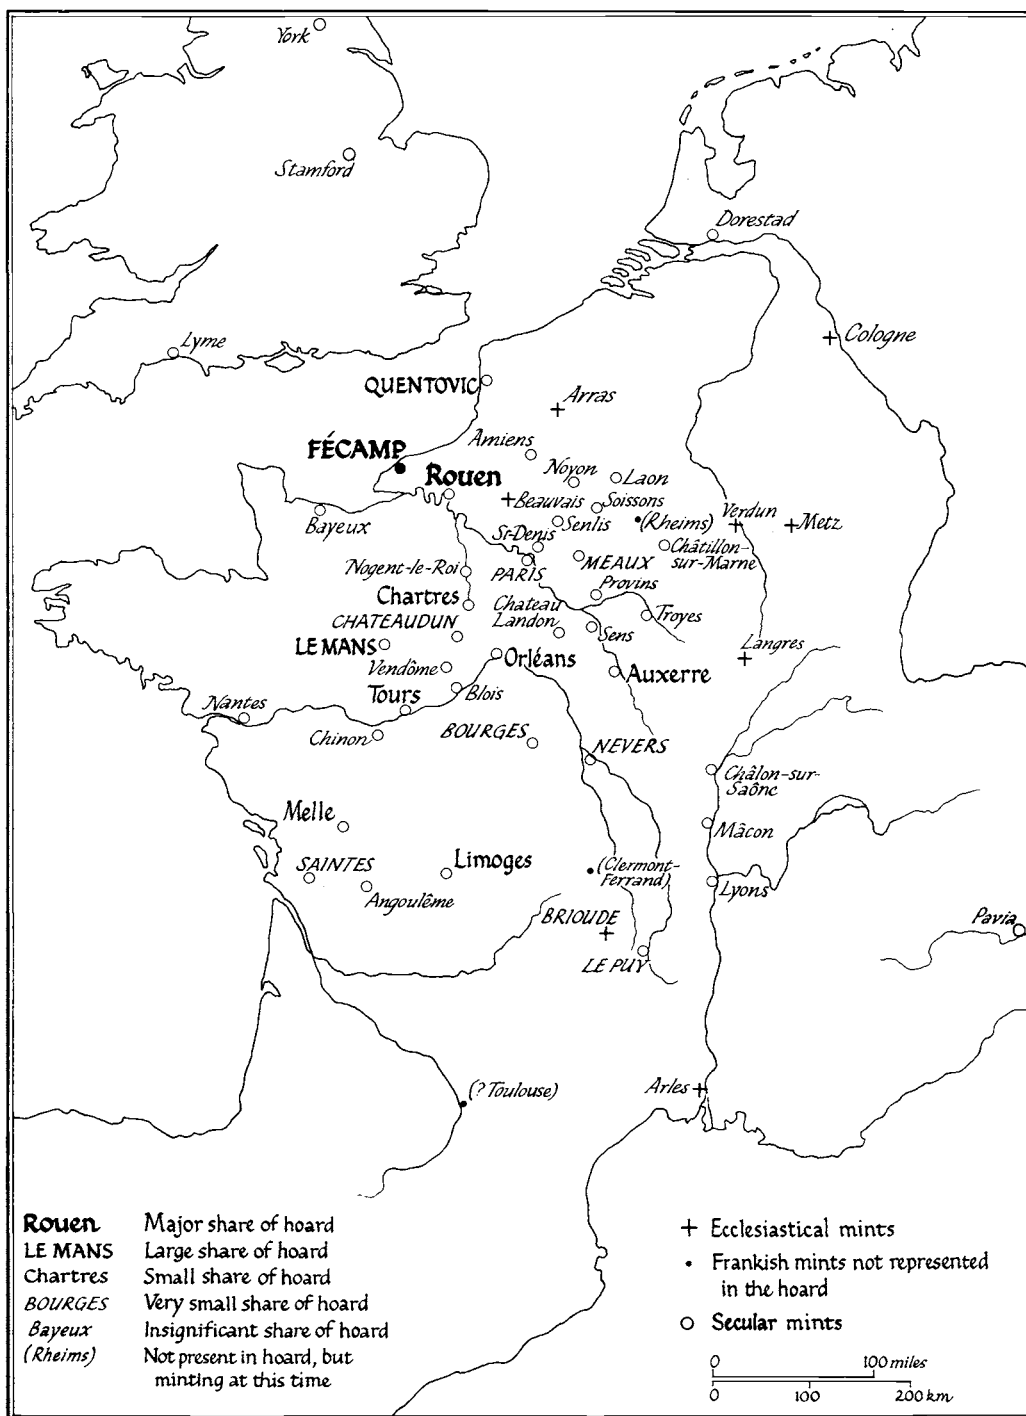 York
Stamford
Dorestad
Lyme
Cologne
QUENTOVIC
Arras
Amiens
FÉCAMP
Noyon
Laon
Rouen
Beauvais
Soissons
Bayeux
Senlis
(Rheims)
Verdun
Metz
St-Denis
Châtillon-
sur-Marne
MEAUX
Nogent-le-Roi
PARIS
Provins
Chartres
Chateau
Landon
Troyes
CHATEAUDUN
Sens
LE MANS
Orléans
Langres
Vendôme
Auxerre
Tours
Blois
Nantes
Chinon
BOURGES
NEVERS
Châlon-sur-
Saône
Melle
Mâcon
SAINTES
Limoges
(Clermont-
Ferrand)
Angoulême
Lyons
BRIOUDE
Pavia
LE PUY
(? Toulouse)
Arles
Rouen Major share of hoard
LE MANS Large share of hoard
Chartres Small share of hoard
BOURGES Very small share of hoard
Bayeux Insignificant share of hoard
(Rheims) Not present in hoard, but
minting at this time
+ Ecclesiastical mints
• Frankish mints not represented
in the hoard
o Secular mints
0 100 miles
0 100 200 km